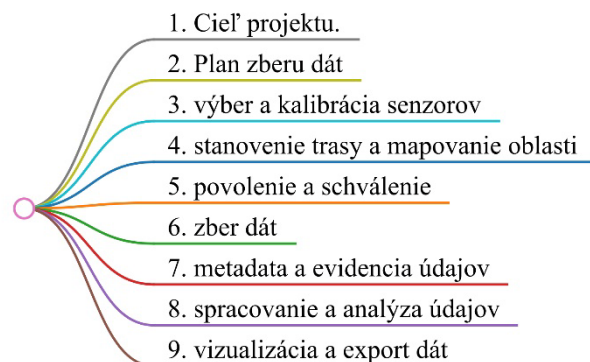 1. Cieľ projektu.
2. Plan zberu dát
3. výber a kalibrácia senzorov
4. stanovenie trasy a mapovanie oblasti
5. povolenie a schválenie
6. zber dát
7. metadata a evidencia údajov
8. spracovanie a analýza údajov
9. vizualizácia a export dát